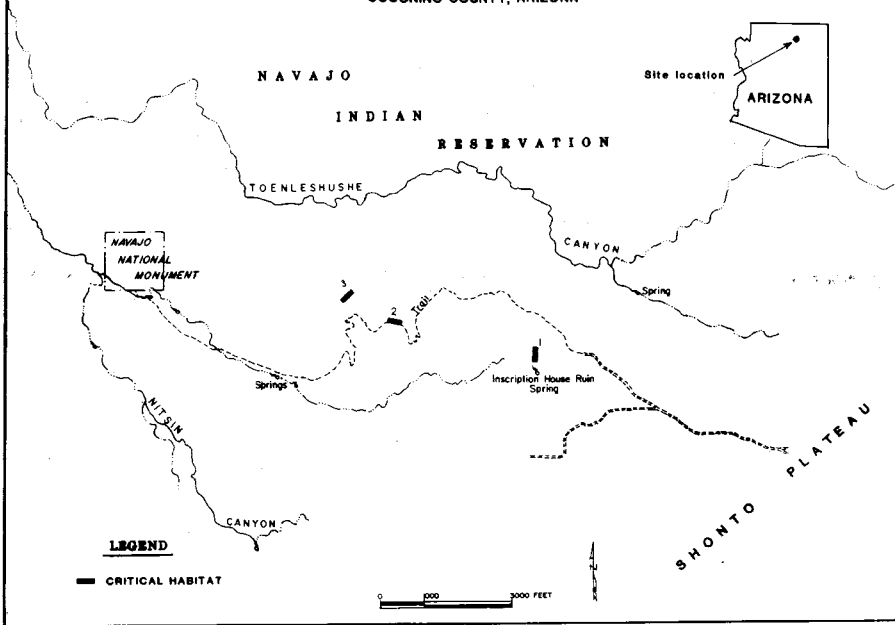 COCONINO COUNTY, ARIZONA
Site location
ARIZONA
NAVAJO
INDIAN
RESERVATION
TOENLESHUSHE
CANYON
Spring
NAVAJO
NATIONAL
MONUMENT
3
2
Trail
1
Inscription House Ruin
Spring
Springs
NITSIN
CANYON
SHONTO PLATEAU
LEGEND
CRITICAL HABITAT
0 000 3000 FEET
N